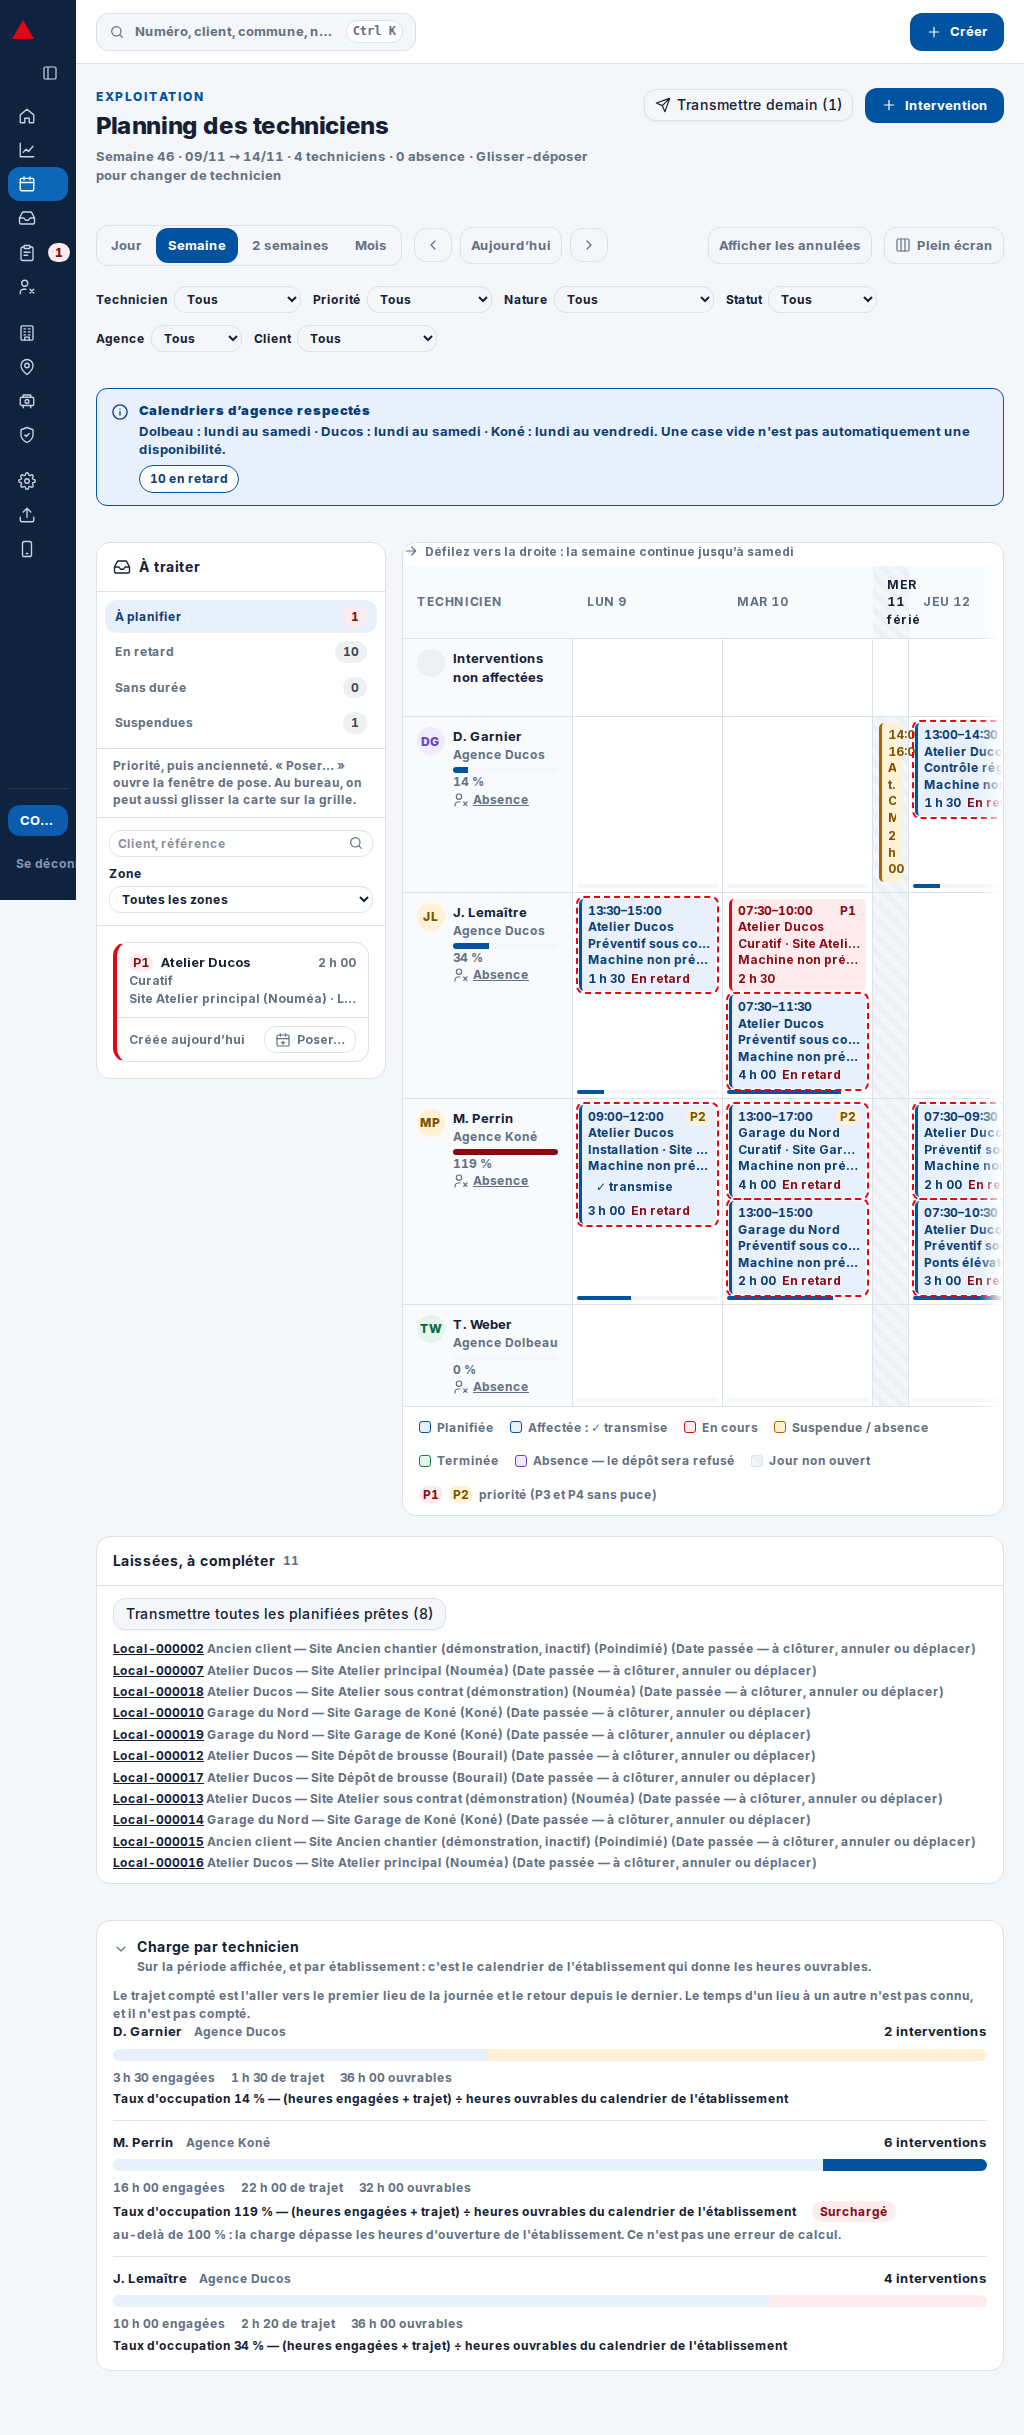 Numéro, client, commune, n… Ctrl K
Créer
EXPLOITATION
Planning des techniciens
Semaine 46 · 09/11 → 14/11 · 4 techniciens · 0 absence · Glisser-déposer
pour changer de technicien
Transmettre demain (1)
Intervention
Jour Semaine 2 semaines Mois Aujourd’hui Afficher les annulées Plein écran
1
Technicien Tous Priorité Tous Nature Tous Statut Tous
Agence Tous Client Tous
Calendriers d’agence respectés
Dolbeau : lundi au samedi · Ducos : lundi au samedi · Koné : lundi au vendredi. Une case vide n'est pas automatiquement une
disponibilité.
10 en retard
CO…
Se décon
À traiter
À planifier 1
En retard 10
Sans durée 0
Suspendues 1
Priorité, puis ancienneté. « Poser… »
ouvre la fenêtre de pose. Au bureau, on
peut aussi glisser la carte sur la grille.
Client, référence
Zone
Toutes les zones
P1 Atelier Ducos 2 h 00
Curatif
Site Atelier principal (Nouméa) · L…
Créée aujourd’hui Poser…
Défilez vers la droite : la semaine continue jusqu’à samedi
TECHNICIEN LUN 9 MAR 10 MER 11 férié JEU 12
Interventions
non affectées
DG D. Garnier
Agence Ducos
14 %
Absence
14:0
16:0
A
t.
C
M
2
h
00
13:00–14:30
Atelier Duco
Contrôle rég
Machine no
1 h 30 En re
JL J. Lemaître
Agence Ducos
34 %
Absence
13:30–15:00
Atelier Ducos
Préventif sous co…
Machine non pré…
1 h 30 En retard
07:30–10:00 P1
Atelier Ducos
Curatif · Site Ateli…
Machine non pré…
2 h 30
07:30–11:30
Atelier Ducos
Préventif sous co…
Machine non pré…
4 h 00 En retard
MP M. Perrin
Agence Koné
119 %
Absence
09:00–12:00 P2
Atelier Ducos
Installation · Site …
Machine non pré…
✓ transmise
3 h 00 En retard
13:00–17:00 P2
Garage du Nord
Curatif · Site Gar…
Machine non pré…
4 h 00 En retard
13:00–15:00
Garage du Nord
Préventif sous co…
Machine non pré…
2 h 00 En retard
07:30–09:30
Atelier Duco
Préventif so
Machine no
2 h 00 En re
07:30–10:30
Atelier Duco
Préventif so
Ponts élévat
3 h 00 En re
TW T. Weber
Agence Dolbeau
0 %
Absence
Planifiée Affectée : ✓ transmise En cours Suspendue / absence
Terminée Absence — le dépôt sera refusé Jour non ouvert
P1 P2 priorité (P3 et P4 sans puce)
Laissées, à compléter 11
Transmettre toutes les planifiées prêtes (8)
Local-000002 Ancien client — Site Ancien chantier (démonstration, inactif) (Poindimié) (Date passée — à clôturer, annuler ou déplacer)
Local-000007 Atelier Ducos — Site Atelier principal (Nouméa) (Date passée — à clôturer, annuler ou déplacer)
Local-000018 Atelier Ducos — Site Atelier sous contrat (démonstration) (Nouméa) (Date passée — à clôturer, annuler ou déplacer)
Local-000010 Garage du Nord — Site Garage de Koné (Koné) (Date passée — à clôturer, annuler ou déplacer)
Local-000019 Garage du Nord — Site Garage de Koné (Koné) (Date passée — à clôturer, annuler ou déplacer)
Local-000012 Atelier Ducos — Site Dépôt de brousse (Bourail) (Date passée — à clôturer, annuler ou déplacer)
Local-000017 Atelier Ducos — Site Dépôt de brousse (Bourail) (Date passée — à clôturer, annuler ou déplacer)
Local-000013 Atelier Ducos — Site Atelier sous contrat (démonstration) (Nouméa) (Date passée — à clôturer, annuler ou déplacer)
Local-000014 Garage du Nord — Site Garage de Koné (Koné) (Date passée — à clôturer, annuler ou déplacer)
Local-000015 Ancien client — Site Ancien chantier (démonstration, inactif) (Poindimié) (Date passée — à clôturer, annuler ou déplacer)
Local-000016 Atelier Ducos — Site Atelier principal (Nouméa) (Date passée — à clôturer, annuler ou déplacer)
Charge par technicien
Sur la période affichée, et par établissement : c'est le calendrier de l'établissement qui donne les heures ouvrables.
Le trajet compté est l'aller vers le premier lieu de la journée et le retour depuis le dernier. Le temps d'un lieu à un autre n'est pas connu,
et il n'est pas compté.
D. Garnier Agence Ducos 2 interventions
3 h 30 engagées 1 h 30 de trajet 36 h 00 ouvrables
Taux d'occupation 14 % — (heures engagées + trajet) ÷ heures ouvrables du calendrier de l'établissement
M. Perrin Agence Koné 6 interventions
16 h 00 engagées 22 h 00 de trajet 32 h 00 ouvrables
Taux d'occupation 119 % — (heures engagées + trajet) ÷ heures ouvrables du calendrier de l'établissement Surchargé
au-delà de 100 % : la charge dépasse les heures d'ouverture de l'établissement. Ce n'est pas une erreur de calcul.
J. Lemaître Agence Ducos 4 interventions
10 h 00 engagées 2 h 20 de trajet 36 h 00 ouvrables
Taux d'occupation 34 % — (heures engagées + trajet) ÷ heures ouvrables du calendrier de l'établissement